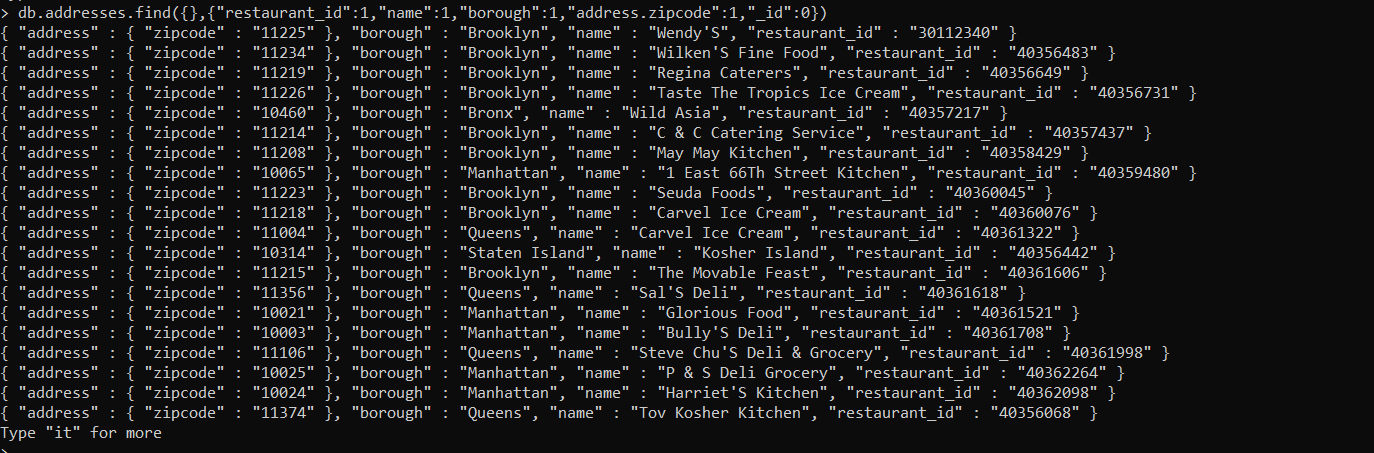 > db.addresses.find({},{"restaurant_id":1,"name":1,"borough":1,"address.zipcode":1,"_id":0})
{ "address" : { "zipcode" : "11225" }, "borough" : "Brooklyn", "name" : "Wendy'S", "restaurant_id" : "30112340" }
{ "address" : { "zipcode" : "11234" }, "borough" : "Brooklyn", "name" : "Wilken'S Fine Food", "restaurant_id" : "40356483" }
{ "address" : { "zipcode" : "11219" }, "borough" : "Brooklyn", "name" : "Regina Caterers", "restaurant_id" : "40356649" }
{ "address" : { "zipcode" : "11226" }, "borough" : "Brooklyn", "name" : "Taste The Tropics Ice Cream", "restaurant_id" : "40356731" }
{ "address" : { "zipcode" : "10460" }, "borough" : "Bronx", "name" : "Wild Asia", "restaurant_id" : "40357217" }
{ "address" : { "zipcode" : "11214" }, "borough" : "Brooklyn", "name" : "C & C Catering Service", "restaurant_id" : "40357437" }
{ "address" : { "zipcode" : "11208" }, "borough" : "Brooklyn", "name" : "May May Kitchen", "restaurant_id" : "40358429" }
{ "address" : { "zipcode" : "10065" }, "borough" : "Manhattan", "name" : "1 East 66Th Street Kitchen", "restaurant_id" : "40359480" }
{ "address" : { "zipcode" : "11223" }, "borough" : "Brooklyn", "name" : "Seuda Foods", "restaurant_id" : "40360045" }
{ "address" : { "zipcode" : "11218" }, "borough" : "Brooklyn", "name" : "Carvel Ice Cream", "restaurant_id" : "40360076" }
{ "address" : { "zipcode" : "11004" }, "borough" : "Queens", "name" : "Carvel Ice Cream", "restaurant_id" : "40361322" }
{ "address" : { "zipcode" : "10314" }, "borough" : "Staten Island", "name" : "Kosher Island", "restaurant_id" : "40356442" }
{ "address" : { "zipcode" : "11215" }, "borough" : "Brooklyn", "name" : "The Movable Feast", "restaurant_id" : "40361606" }
{ "address" : { "zipcode" : "11356" }, "borough" : "Queens", "name" : "Sal'S Deli", "restaurant_id" : "40361618" }
{ "address" : { "zipcode" : "10021" }, "borough" : "Manhattan", "name" : "Glorious Food", "restaurant_id" : "40361521" }
{ "address" : { "zipcode" : "10003" }, "borough" : "Manhattan", "name" : "Bully'S Deli", "restaurant_id" : "40361708" }
{ "address" : { "zipcode" : "11106" }, "borough" : "Queens", "name" : "Steve Chu'S Deli & Grocery", "restaurant_id" : "40361998" }
{ "address" : { "zipcode" : "10025" }, "borough" : "Manhattan", "name" : "P & S Deli Grocery", "restaurant_id" : "40362264" }
{ "address" : { "zipcode" : "10024" }, "borough" : "Manhattan", "name" : "Harriet'S Kitchen", "restaurant_id" : "40362098" }
{ "address" : { "zipcode" : "11374" }, "borough" : "Queens", "name" : "Tov Kosher Kitchen", "restaurant_id" : "40356068" }
Type "it" for more